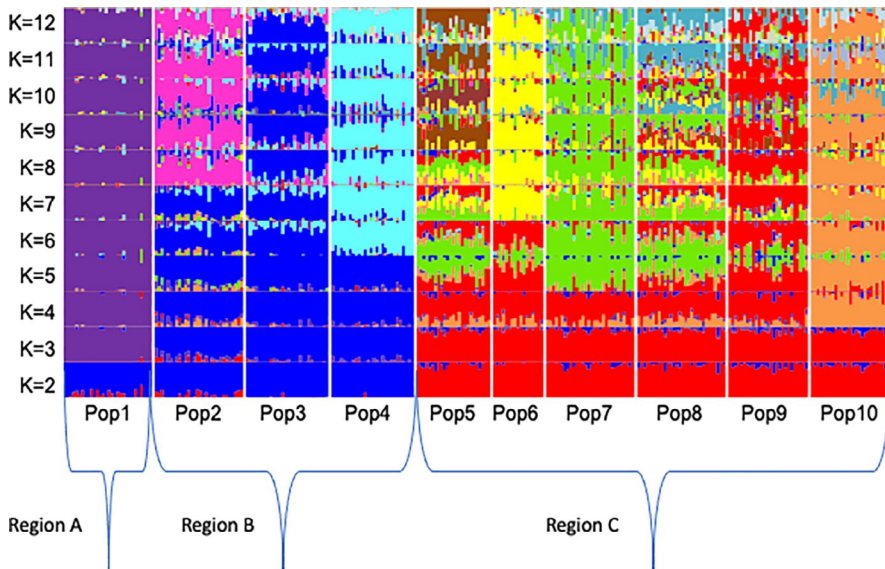 K=12
K=11
K=10
K=9
K=8
K=7
K=6
K=5
K=4
K=3
K=2
Pop1 Pop2 Pop3 Pop4 Pop5 Pop6 Pop7 Pop8 Pop9 Pop10
Region A Region B Region C